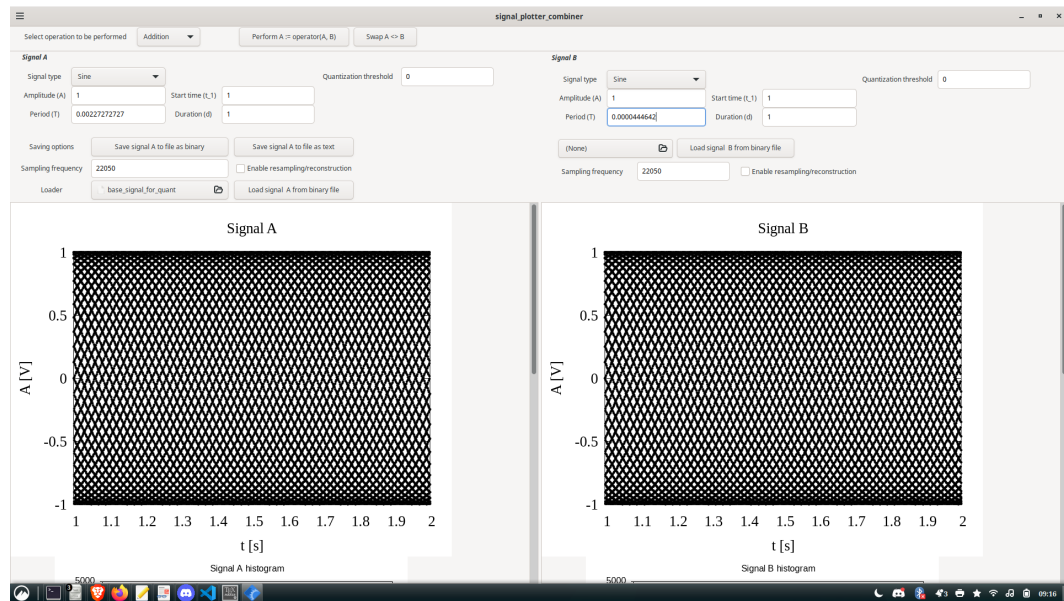 signal_plotter_combiner
Select operation to be performed Addition Perform A := operator(A, B) Swap A <> B
Signal A
Signal type Sine Quantization threshold 0
Amplitude (A) 1 Start time (t_1) 1
Period (T) 0.00227272727 Duration (d) 1
Saving options Save signal A to file as binary Save signal A to file as text
Sampling frequency 22050 Enable resampling/reconstruction
Loader base_signal_for_quant Load signal A from binary file
Signal B
Signal type Sine Quantization threshold 0
Amplitude (A) 1 Start time (t_1) 1
Period (T) 0.0000444642 Duration (d) 1
(None) Load signal B from binary file
Sampling frequency 22050 Enable resampling/reconstruction
Signal A
1
0.5
0
-0.5
-1
A [V]
1 1.1 1.2 1.3 1.4 1.5 1.6 1.7 1.8 1.9 2
t [s]
Signal A histogram
5000
Signal B
1
0.5
0
-0.5
-1
A [V]
1 1.1 1.2 1.3 1.4 1.5 1.6 1.7 1.8 1.9 2
t [s]
Signal B histogram
5000
09:16